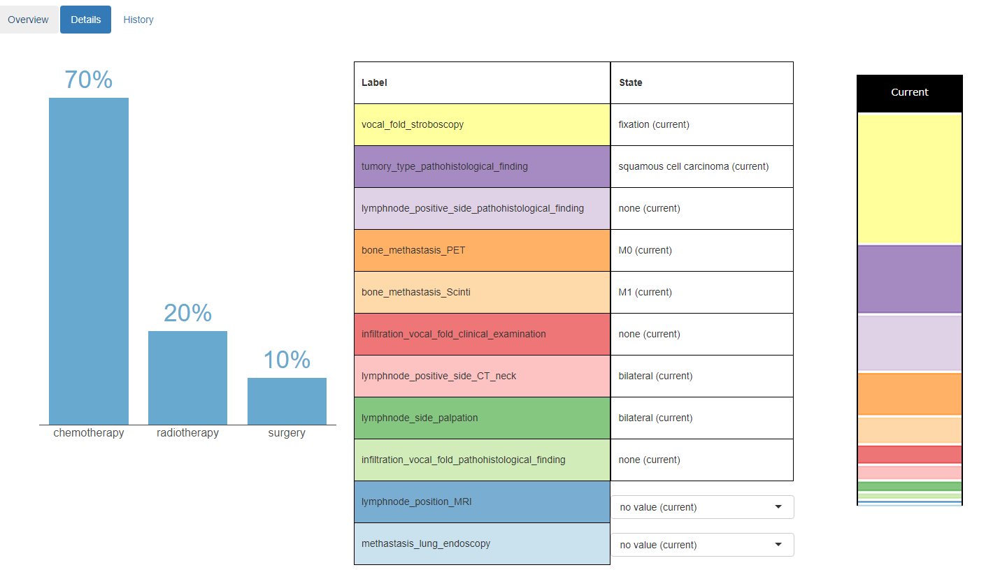 Overview Details History
70%
20%
10%
chemotherapy radiotherapy surgery
Label State
vocal_fold_stroboscopy fixation (current)
tumory_type_pathohistological_finding squamous cell carcinoma (current)
lymphnode_positive_side_pathohistological_finding none (current)
bone_methastasis_PET M0 (current)
bone_methastasis_Scinti M1 (current)
infiltration_vocal_fold_clinical_examination none (current)
lymphnode_positive_side_CT_neck bilateral (current)
lymphnode_side_palpation bilateral (current)
infiltration_vocal_fold_pathohistological_finding none (current)
lymphnode_position_MRI no value (current)
methastasis_lung_endoscopy no value (current)
Current